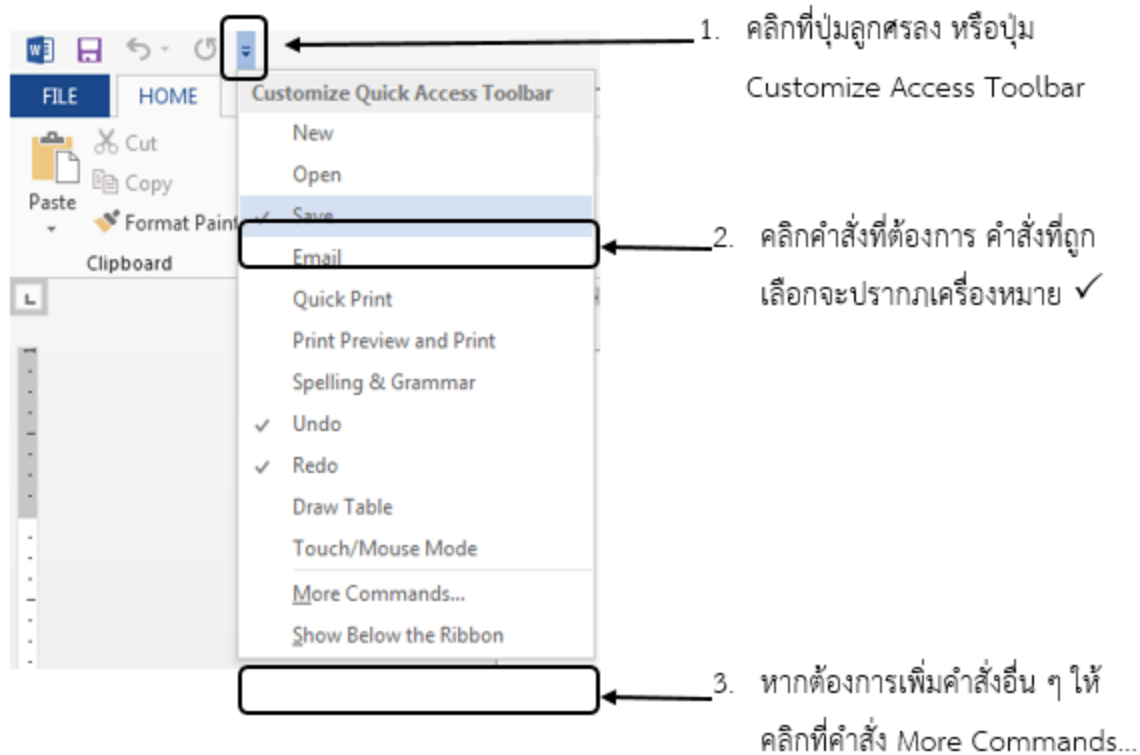 1. คลิกที่ปุ่มลูกศรลง หรือปุ่ม
Customize Access Toolbar
FILE
HOME
Customize Quick Access Toolbar
New
Open
Save
Email
Quick Print
Print Preview and Print
Spelling & Grammar
Undo
Redo
Draw Table
Touch/Mouse Mode
More Commands...
Show Below the Ribbon
Cut
Copy
Paste
Format Paint
Clipboard
2. คลิกคำสั่งที่ต้องการ คำสั่งที่ถูก
เลือกจะปรากฏเครื่องหมาย ✓
3. หากต้องการเพิ่มคำสั่งอื่น ๆ ให้
คลิกที่คำสั่ง More Commands...